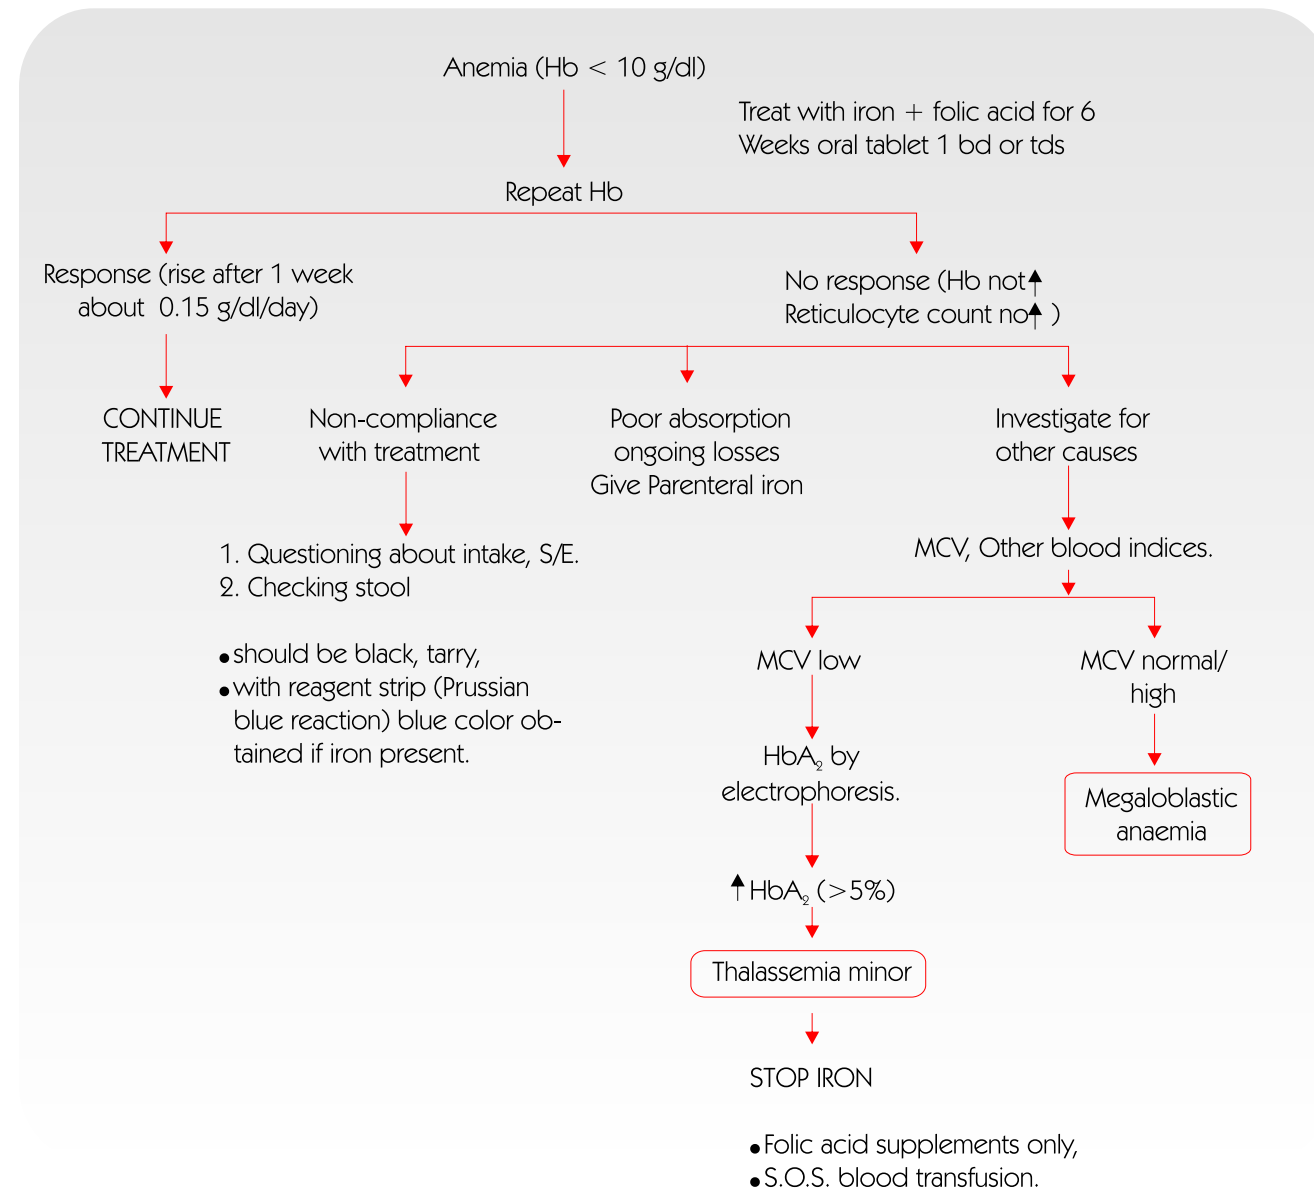 Anemia (Hb < 10 g/dl)
Treat with iron + folic acid for 6
Weeks oral tablet 1 bd or tds
Repeat Hb
Response (rise after 1 week
about 0.15 g/dl/day)
No response (Hb not ↑
Reticulocyte count no ↑ )
CONTINUE
TREATMENT
Non-compliance
with treatment
Poor absorption
ongoing losses
Give Parenteral iron
Investigate for
other causes
1. Questioning about intake, S/E.
2. Checking stool
• should be black, tarry,
• with reagent strip (Prussian
blue reaction) blue color ob-
tained if iron present.
MCV, Other blood indices.
MCV low
MCV normal/
high
HbA₂ by
electrophoresis.
Megaloblastic
anaemia
↑ HbA₂ (>5%)
Thalassemia minor
STOP IRON
• Folic acid supplements only,
• S.O.S. blood transfusion.